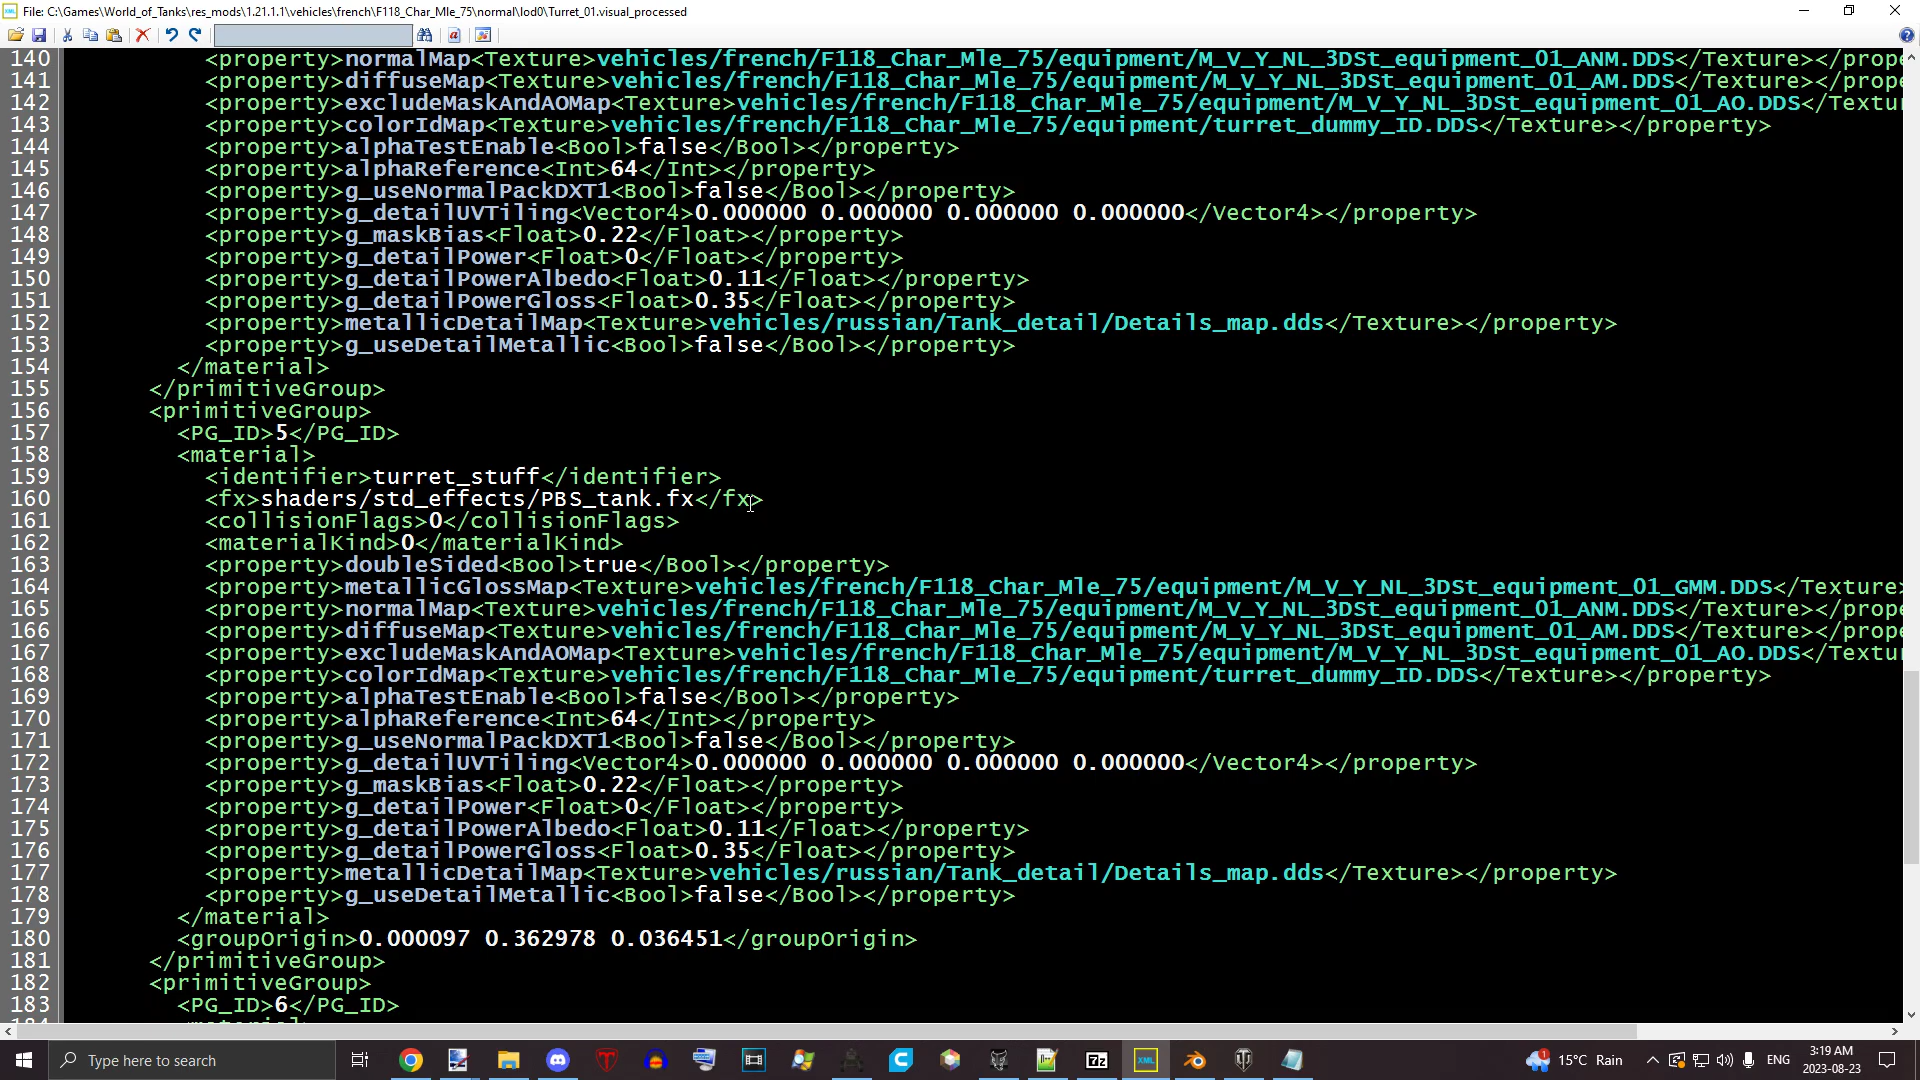 File: C:\Games\World_of_Tanks\res_mods\1.21.1.1\vehicles\french\F118_Char_Mle_75\normal\lod0\Turret_01.visual_processed
140 <property>normalMap<Texture>vehicles/french/F118_Char_Mle_75/equipment/M_V_Y_NL_3DSt_equipment_01_ANM.DDS</Texture></prope
141 <property>diffuseMap<Texture>vehicles/french/F118_Char_Mle_75/equipment/M_V_Y_NL_3DSt_equipment_01_AM.DDS</Texture></prope
142 <property>excludeMaskAndAOMap<Texture>vehicles/french/F118_Char_Mle_75/equipment/M_V_Y_NL_3DSt_equipment_01_AO.DDS</Textu
143 <property>colorIdMap<Texture>vehicles/french/F118_Char_Mle_75/equipment/turret_dummy_ID.DDS</Texture></property>
144 <property>alphaTestEnable<Bool>false</Bool></property>
145 <property>alphaReference<Int>64</Int></property>
146 <property>g_useNormalPackDXT1<Bool>false</Bool></property>
147 <property>g_detailUVTiling<Vector4>0.000000 0.000000 0.000000 0.000000</Vector4></property>
148 <property>g_maskBias<Float>0.22</Float></property>
149 <property>g_detailPower<Float>0</Float></property>
150 <property>g_detailPowerAlbedo<Float>0.11</Float></property>
151 <property>g_detailPowerGloss<Float>0.35</Float></property>
152 <property>metallicDetailMap<Texture>vehicles/russian/Tank_detail/Details_map.dds</Texture></property>
153 <property>g_useDetailMetallic<Bool>false</Bool></property>
154 </material>
155 </primitiveGroup>
156 <primitiveGroup>
157 <PG_ID>5</PG_ID>
158 <material>
159 <identifier>turret_stuff</identifier>
160 <fx>shaders/std_effects/PBS_tank.fx</fx>
161 <collisionFlags>0</collisionFlags>
162 <materialKind>0</materialKind>
163 <property>doubleSided<Bool>true</Bool></property>
164 <property>metallicGlossMap<Texture>vehicles/french/F118_Char_Mle_75/equipment/M_V_Y_NL_3DSt_equipment_01_GMM.DDS</Texture>
165 <property>normalMap<Texture>vehicles/french/F118_Char_Mle_75/equipment/M_V_Y_NL_3DSt_equipment_01_ANM.DDS</Texture></prope
166 <property>diffuseMap<Texture>vehicles/french/F118_Char_Mle_75/equipment/M_V_Y_NL_3DSt_equipment_01_AM.DDS</Texture></prope
167 <property>excludeMaskAndAOMap<Texture>vehicles/french/F118_Char_Mle_75/equipment/M_V_Y_NL_3DSt_equipment_01_AO.DDS</Textu
168 <property>colorIdMap<Texture>vehicles/french/F118_Char_Mle_75/equipment/turret_dummy_ID.DDS</Texture></property>
169 <property>alphaTestEnable<Bool>false</Bool></property>
170 <property>alphaReference<Int>64</Int></property>
171 <property>g_useNormalPackDXT1<Bool>false</Bool></property>
172 <property>g_detailUVTiling<Vector4>0.000000 0.000000 0.000000 0.000000</Vector4></property>
173 <property>g_maskBias<Float>0.22</Float></property>
174 <property>g_detailPower<Float>0</Float></property>
175 <property>g_detailPowerAlbedo<Float>0.11</Float></property>
176 <property>g_detailPowerGloss<Float>0.35</Float></property>
177 <property>metallicDetailMap<Texture>vehicles/russian/Tank_detail/Details_map.dds</Texture></property>
178 <property>g_useDetailMetallic<Bool>false</Bool></property>
179 </material>
180 <groupOrigin>0.000097 0.362978 0.036451</groupOrigin>
181 </primitiveGroup>
182 <primitiveGroup>
183 <PG_ID>6</PG_ID>
Type here to search
7z
XML
1
15°C Rain
ENG
3:19 AM
2023-08-23